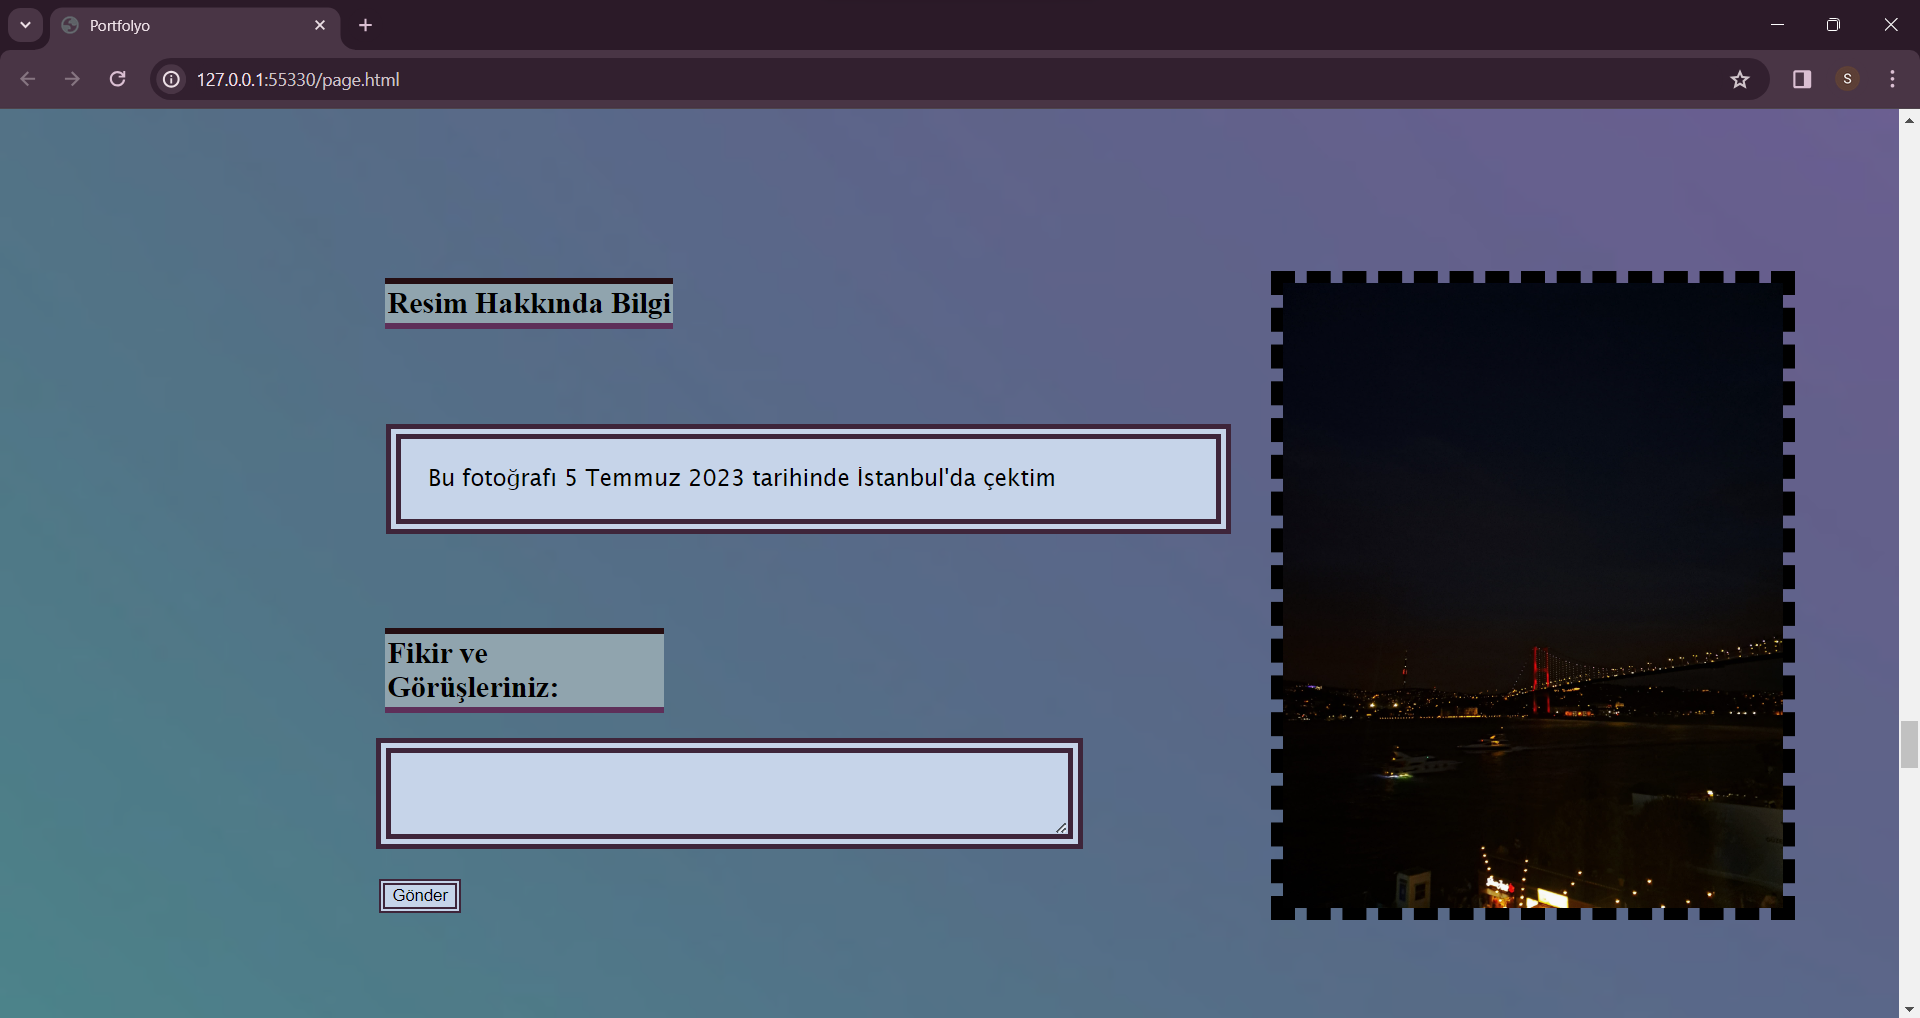 Portfolyo
127.0.0.1:55330/page.html
S
Resim Hakkında Bilgi
Bu fotoğrafı 5 Temmuz 2023 tarihinde İstanbul'da çektim
Fikir ve
Görüşleriniz:
Gönder